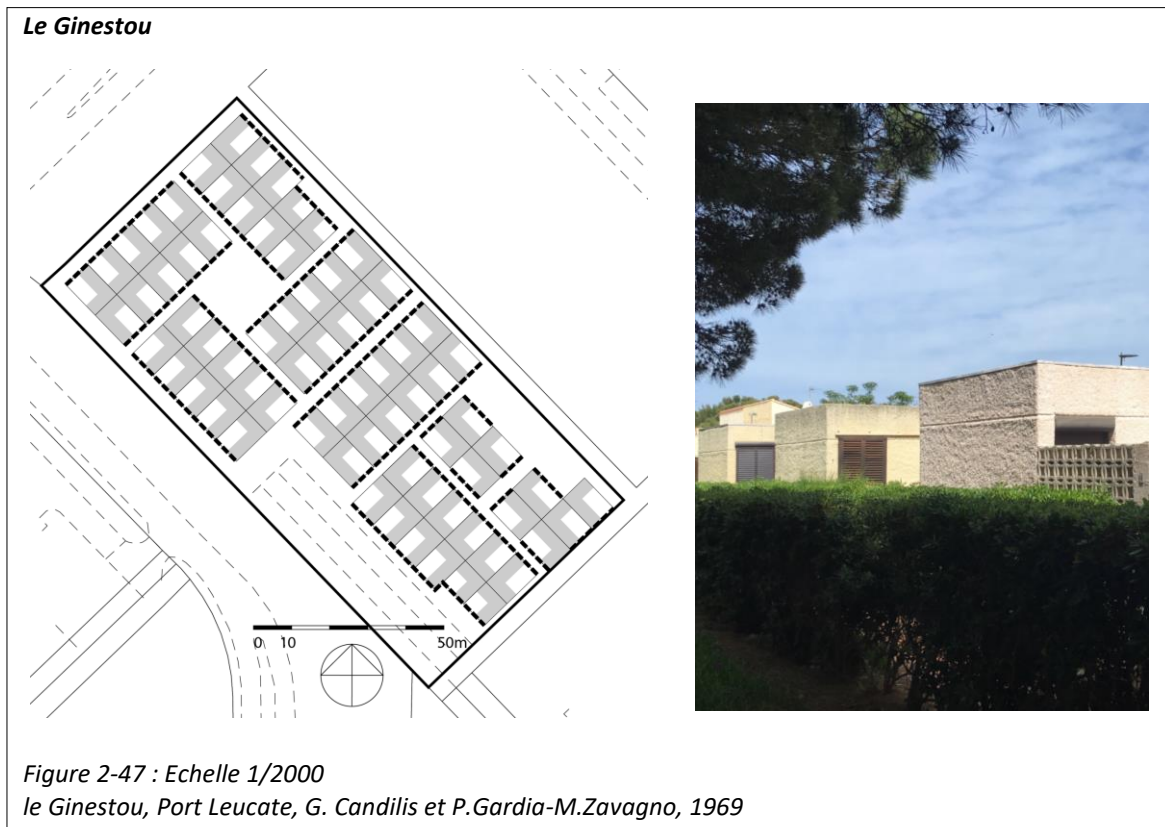 Le Ginestou
0 10 50m
Figure 2-47 : Echelle 1/2000
le Ginestou, Port Leucate, G. Candilis et P.Gardia-M.Zavagno, 1969